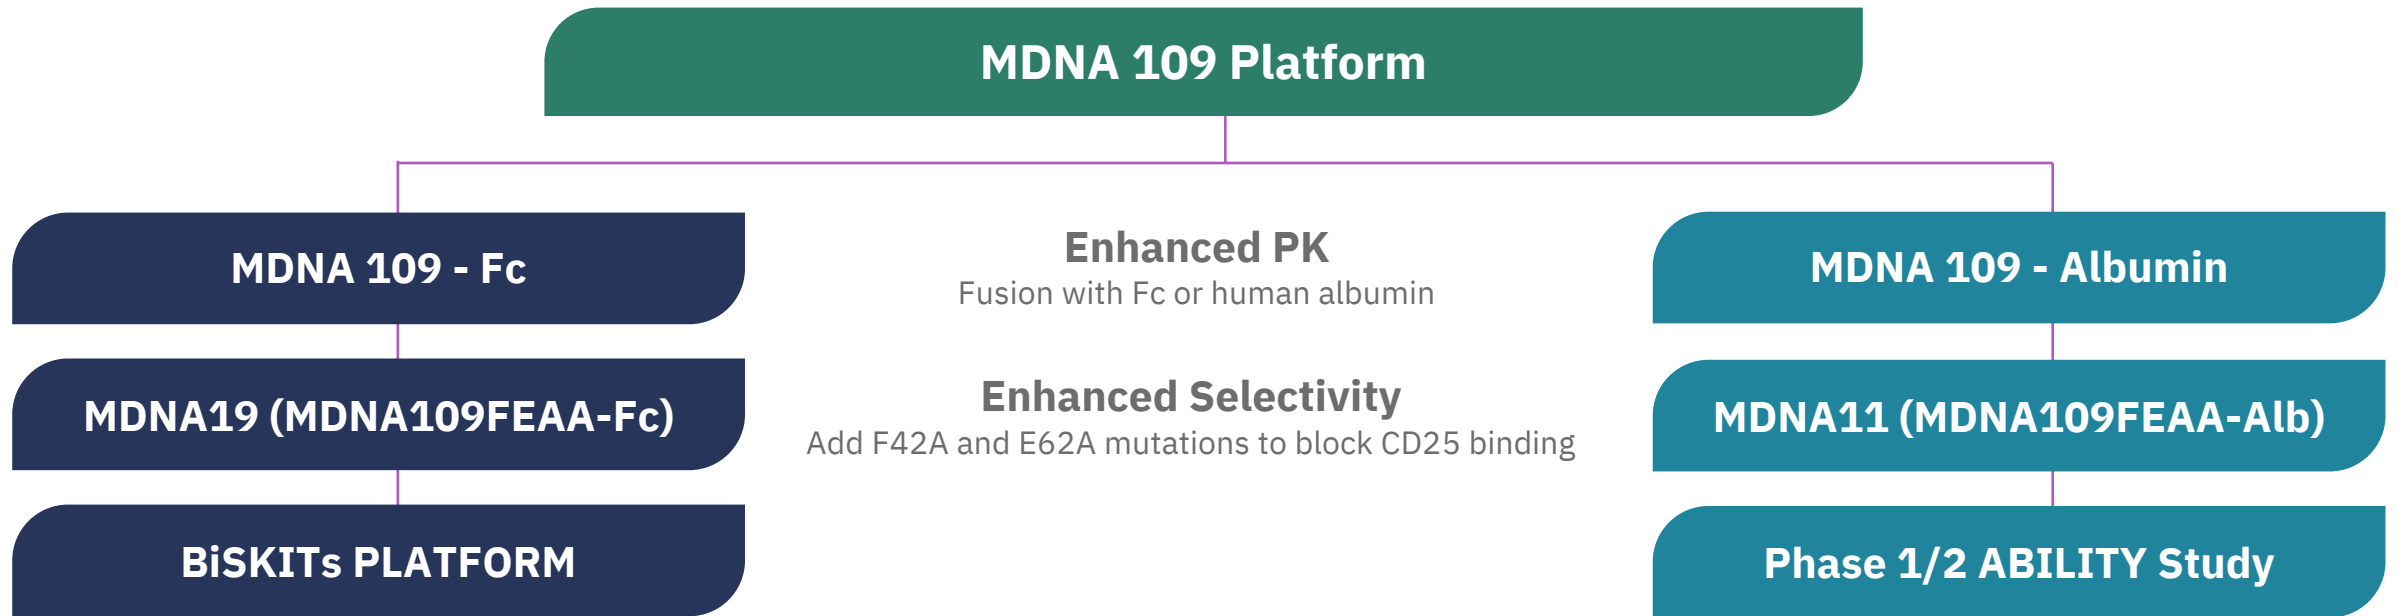 MDNA 109 Platform
MDNA 109 - Fc
Enhanced PK
Fusion with Fc or human albumin
MDNA 109 - Albumin
MDNA19 (MDNA109FEAA-Fc)
Enhanced Selectivity
Add F42A and E62A mutations to block CD25 binding
MDNA11 (MDNA109FEAA-Alb)
BiSKITs PLATFORM
Phase 1/2 ABILITY Study